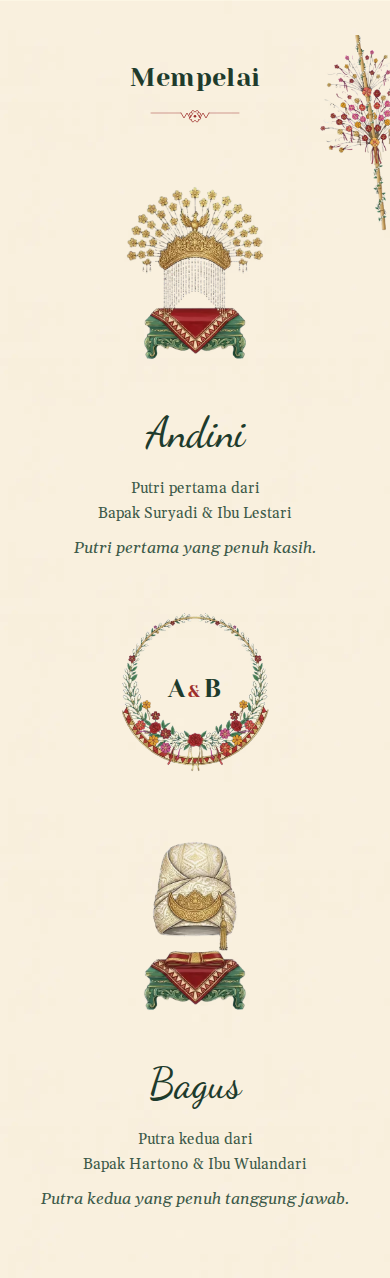 Mempelai
Andini
Putri pertama dari
Bapak Suryadi & Ibu Lestari
Putri pertama yang penuh kasih.
A & B
Bagus
Putra kedua dari
Bapak Hartono & Ibu Wulandari
Putra kedua yang penuh tanggung jawab.